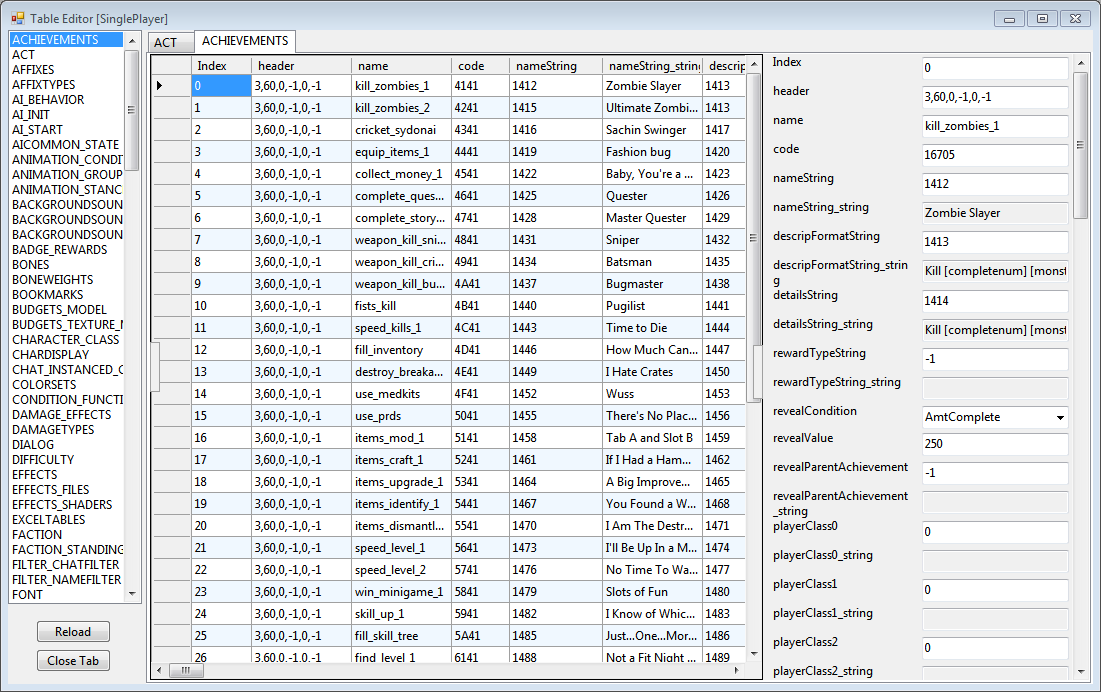 Table Editor [SinglePlayer]
ACHIEVEMENTS
ACT
AFFIXES
AFFIXTYPES
AI_BEHAVIOR
AI_INIT
AI_START
AICOMMON_STATE
ANIMATION_CONDI
ANIMATION_GROUP
ANIMATION_STANC
BACKGROUNDSOUN
BACKGROUNDSOUN
BACKGROUNDSOUN
BADGE_REWARDS
BONES
BONEWEIGHTS
BOOKMARKS
BUDGETS_MODEL
BUDGETS_TEXTURE_M
CHARACTER_CLASS
CHARDISPLAY
CHAT_INSTANCED_C
COLORSETS
CONDITION_FUNCTI
DAMAGE_EFFECTS
DAMAGETYPES
DIALOG
DIFFICULTY
EFFECTS
EFFECTS_FILES
EFFECTS_SHADERS
EXCELTABLES
FACTION
FACTION_STANDING
FILTER_CHATFILTER
FILTER_NAMEFILTER
FONT
Reload
Close Tab
ACT ACHIEVEMENTS
Index header name code nameString nameString_string descrip
0 3,60,0,-1,0,-1 kill_zombies_1 4141 1412 Zombie Slayer 1413
1 3,60,0,-1,0,-1 kill_zombies_2 4241 1415 Ultimate Zombi... 1413
2 3,60,0,-1,0,-1 cricket_sydonai 4341 1416 Sachin Swinger 1417
3 3,60,0,-1,0,-1 equip_items_1 4441 1419 Fashion bug 1420
4 3,60,0,-1,0,-1 collect_money_1 4541 1422 Baby, You're a ... 1423
5 3,60,0,-1,0,-1 complete_ques... 4641 1425 Quester 1426
6 3,60,0,-1,0,-1 complete_story... 4741 1428 Master Quester 1429
7 3,60,0,-1,0,-1 weapon_kill_sni... 4841 1431 Sniper 1432
8 3,60,0,-1,0,-1 weapon_kill_cri... 4941 1434 Batsman 1435
9 3,60,0,-1,0,-1 weapon_kill_bu... 4A41 1437 Bugmaster 1438
10 3,60,0,-1,0,-1 fists_kill 4B41 1440 Pugilist 1441
11 3,60,0,-1,0,-1 speed_kills_1 4C41 1443 Time to Die 1444
12 3,60,0,-1,0,-1 fill_inventory 4D41 1446 How Much Can... 1447
13 3,60,0,-1,0,-1 destroy_breaka... 4E41 1449 I Hate Crates 1450
14 3,60,0,-1,0,-1 use_medkits 4F41 1452 Wuss 1453
15 3,60,0,-1,0,-1 use_prds 5041 1455 There's No Plac... 1456
16 3,60,0,-1,0,-1 items_mod_1 5141 1458 Tab A and Slot B 1459
17 3,60,0,-1,0,-1 items_craft_1 5241 1461 If I Had a Ham... 1462
18 3,60,0,-1,0,-1 items_upgrade_1 5341 1464 A Big Improve... 1465
19 3,60,0,-1,0,-1 items_identify_1 5441 1467 You Found a W... 1468
20 3,60,0,-1,0,-1 items_dismantl... 5541 1470 I Am The Destr... 1471
21 3,60,0,-1,0,-1 speed_level_1 5641 1473 I'll Be Up In a M... 1474
22 3,60,0,-1,0,-1 speed_level_2 5741 1476 No Time To Wa... 1477
23 3,60,0,-1,0,-1 win_minigame_1 5841 1479 Slots of Fun 1480
24 3,60,0,-1,0,-1 skill_up_1 5941 1482 I Know of Whic... 1483
25 3,60,0,-1,0,-1 fill_skill_tree 5A41 1485 Just...One...Mor... 1486
26 3,60,0,-1,0,-1 find_level_1 6141 1488 Not a Fit Night ... 1489
Index 0
header 3,60,0,-1,0,-1
name kill_zombies_1
code 16705
nameString 1412
nameString_string Zombie Slayer
descripFormatString 1413
descripFormatString_strin Kill [completenum] [monst
g
detailsString 1414
detailsString_string Kill [completenum] [monst
rewardTypeString -1
rewardTypeString_string
revealCondition AmtComplete
revealValue 250
revealParentAchievement -1
revealParentAchievement
_string
playerClass0 0
playerClass0_string
playerClass1 0
playerClass1_string
playerClass2 0
playerClass2_string